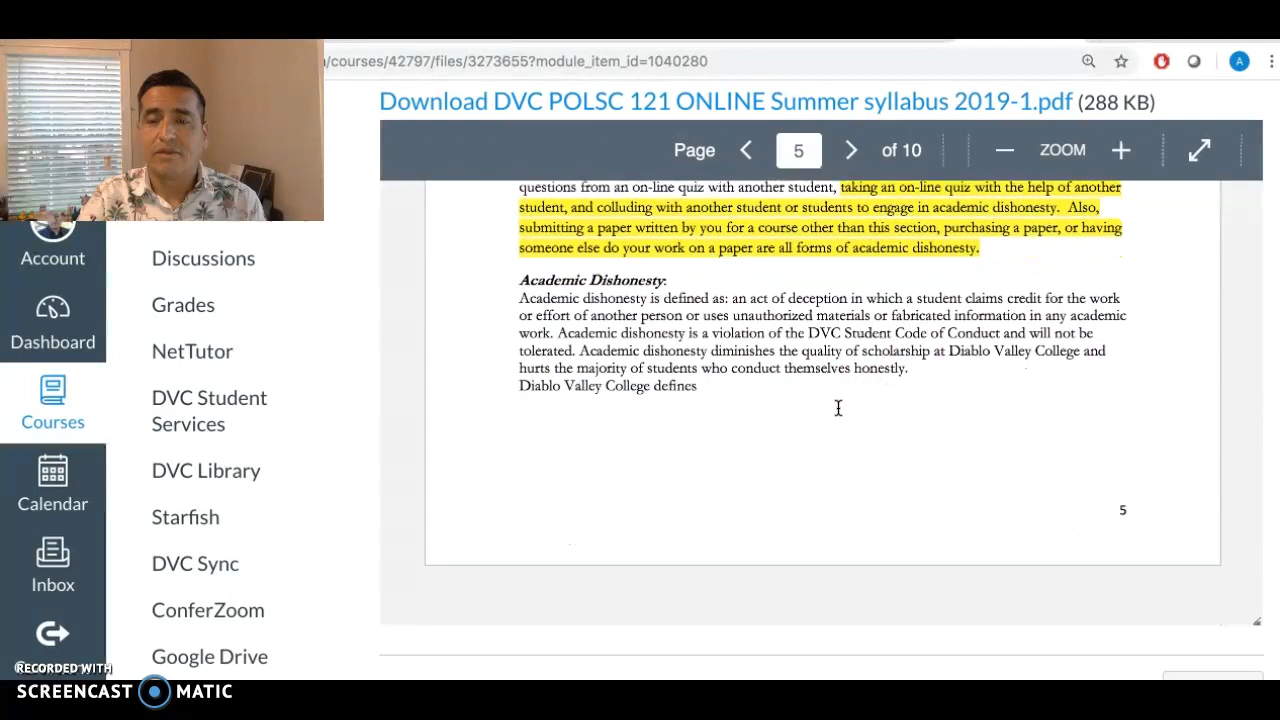 /courses/42797/files/3273655?module_item_id=1040280
A
Download DVC POLSC 121 ONLINE Summer syllabus 2019-1.pdf (288 KB)
Page 5 of 10 ZOOM
questions from an on-line quiz with another student, taking an on-line quiz with the help of another
student, and colluding with another student or students to engage in academic dishonesty. Also,
submitting a paper written by you for a course other than this section, purchasing a paper, or having
someone else do your work on a paper are all forms of academic dishonesty.
Academic Dishonesty:
Academic dishonesty is defined as: an act of deception in which a student claims credit for the work
or effort of another person or uses unauthorized materials or fabricated information in any academic
work. Academic dishonesty is a violation of the DVC Student Code of Conduct and will not be
tolerated. Academic dishonesty diminishes the quality of scholarship at Diablo Valley College and
hurts the majority of students who conduct themselves honestly.
Diablo Valley College defines
5
Account
Dashboard
Courses
Calendar
Inbox
Discussions
Grades
NetTutor
DVC Student
Services
DVC Library
Starfish
DVC Sync
ConferZoom
Google Drive
RECORDED WITH
SCREENCAST MATIC